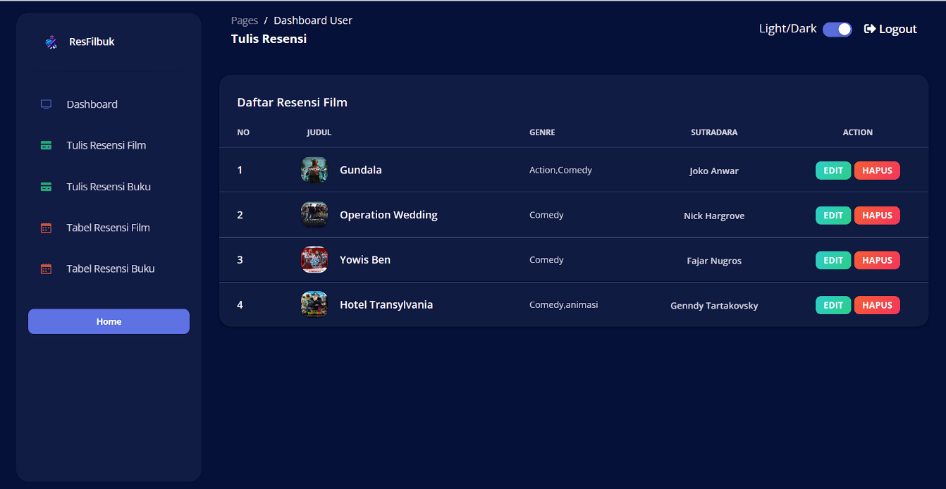 ResFilbuk
Dashboard
Tulis Resensi Film
Tulis Resensi Buku
Tabel Resensi Film
Tabel Resensi Buku
Home
Pages / Dashboard User
Tulis Resensi
Light/Dark Logout
Daftar Resensi Film
NO JUDUL GENRE SUTRADARA ACTION
1 Gundala Action,Comedy Joko Anwar EDIT HAPUS
2 Operation Wedding Comedy Nick Hargrove EDIT HAPUS
3 Yowis Ben Comedy Fajar Nugros EDIT HAPUS
4 Hotel Transylvania Comedy,animasi Genndy Tartakovsky EDIT HAPUS